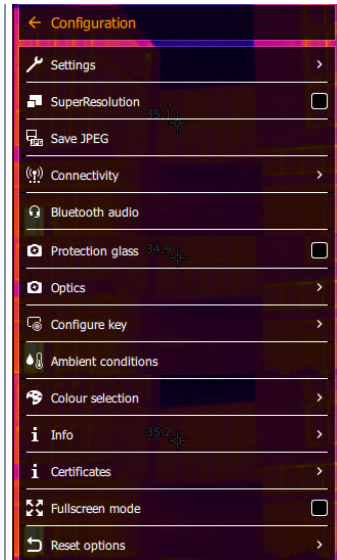 Configuration
Settings
SuperResolution
35.1
JPG Save JPEG
Connectivity
Bluetooth audio
Protection glass 34.9
Optics
Configure key
Ambient conditions
Colour selection
Info 35.2
Certificates
Fullscreen mode
Reset options